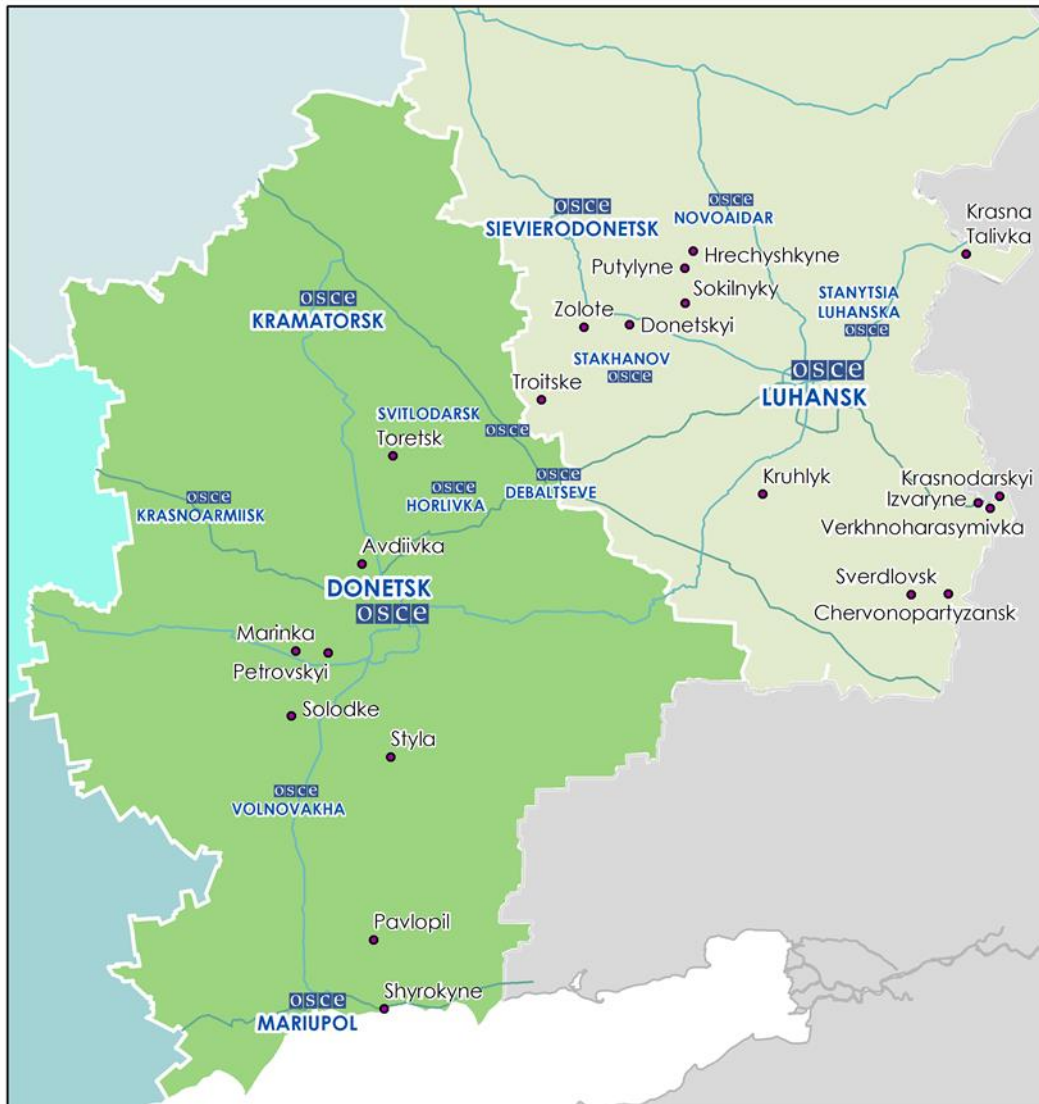 osce
NOVOAIDAR
osce
SIEVIERODONETSK
Krasna
Talivka
Hrechyshkyne
Putylyne
osce
KRAMATORSK
Sokilnyky
STANYTSIA
LUHANSKA
osce
Zolote
Donetskyi
STAKHANOV
osce
osce
LUHANSK
Troitske
SVITLODARSK
osce
Toretsk
osce
DEBALTSEVE
osce
HORLIVKA
osce
KRASNOARMIISK
Kruhlyk
Krasnodarskyi
Izvaryne
Verkhnoharasymivka
Avdiivka
DONETSK
osce
Sverdlovsk
Chervonopartyzansk
Marinka
Petrovskyi
Solodke
Styla
osce
VOLNOVAKHA
Pavlopil
Shyrokyne
osce
MARIUPOL